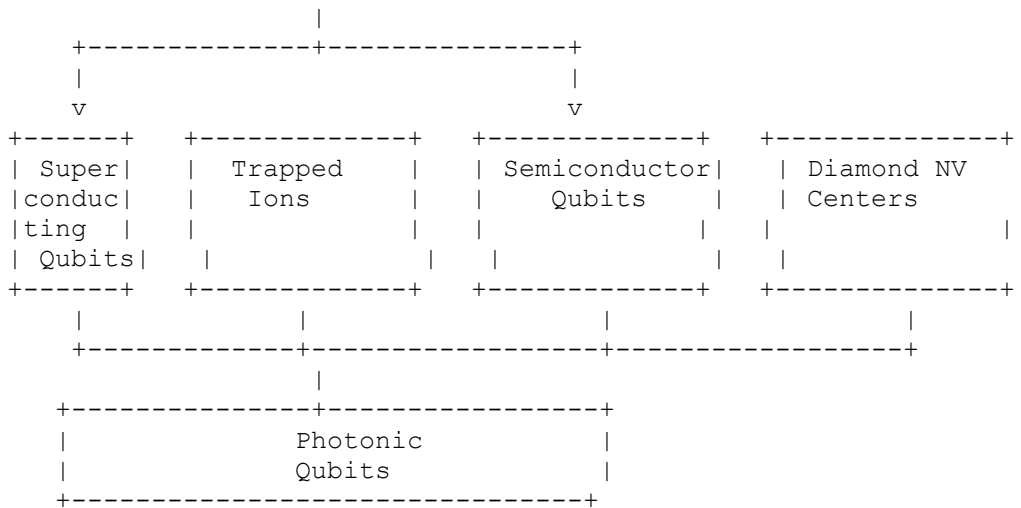 Super Trapped Semiconductor Diamond NV
conduc Ions Qubits Centers
ting
Qubits
Photonic
Qubits